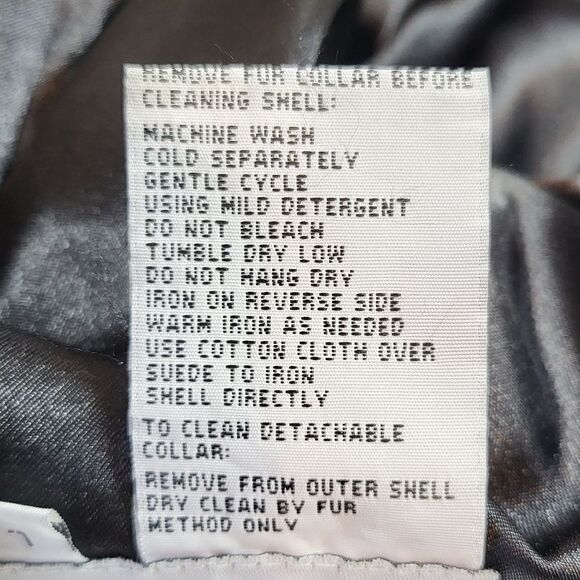 REMOVE FUR COLLAR BEFORE
CLEANING SHELL:
MACHINE WASH
COLD SEPARATELY
GENTLE CYCLE
USING MILD DETERGENT
DO NOT BLEACH
TUMBLE DRY LOW
DO NOT HANG DRY
IRON ON REVERSE SIDE
WARM IRON AS NEEDED
USE COTTON CLOTH OVER
SUEDE TO IRON
SHELL DIRECTLY
TO CLEAN DETACHABLE
COLLAR:
REMOVE FROM OUTER SHELL
DRY CLEAN BY FUR
METHOD ONLY